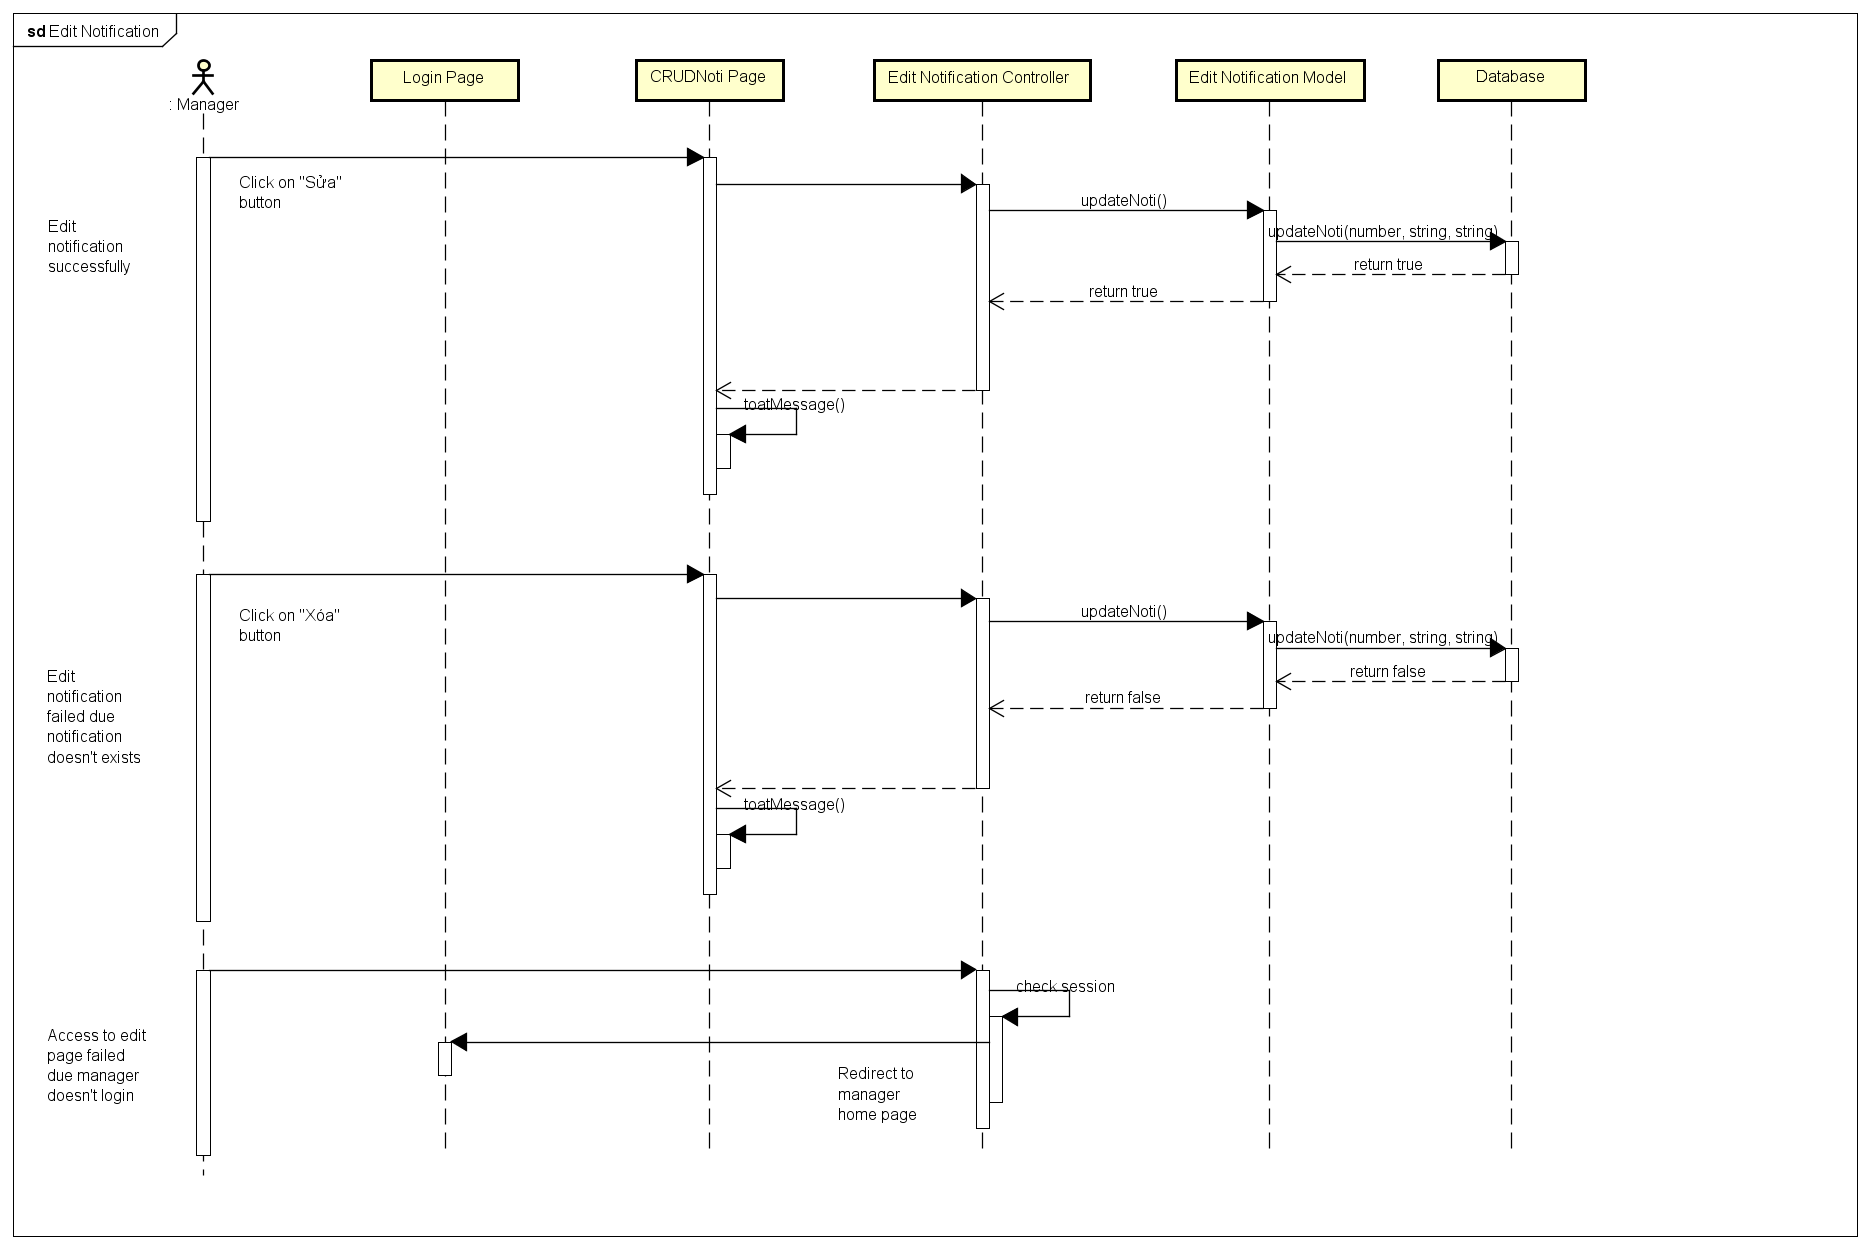 sd Edit Notification
: Manager
Login Page
CRUDNoti Page
Edit Notification Controller
Edit Notification Model
Database
Click on "Sửa"
button
Edit
notification
successfully
updateNoti()
updateNoti(number, string, string)
return true
return true
toatMessage()
Click on "Xóa"
button
Edit
notification
failed due
notification
doesn't exists
updateNoti()
updateNoti(number, string, string)
return false
return false
toatMessage()
check session
Access to edit
page failed
due manager
doesn't login
Redirect to
manager
home page